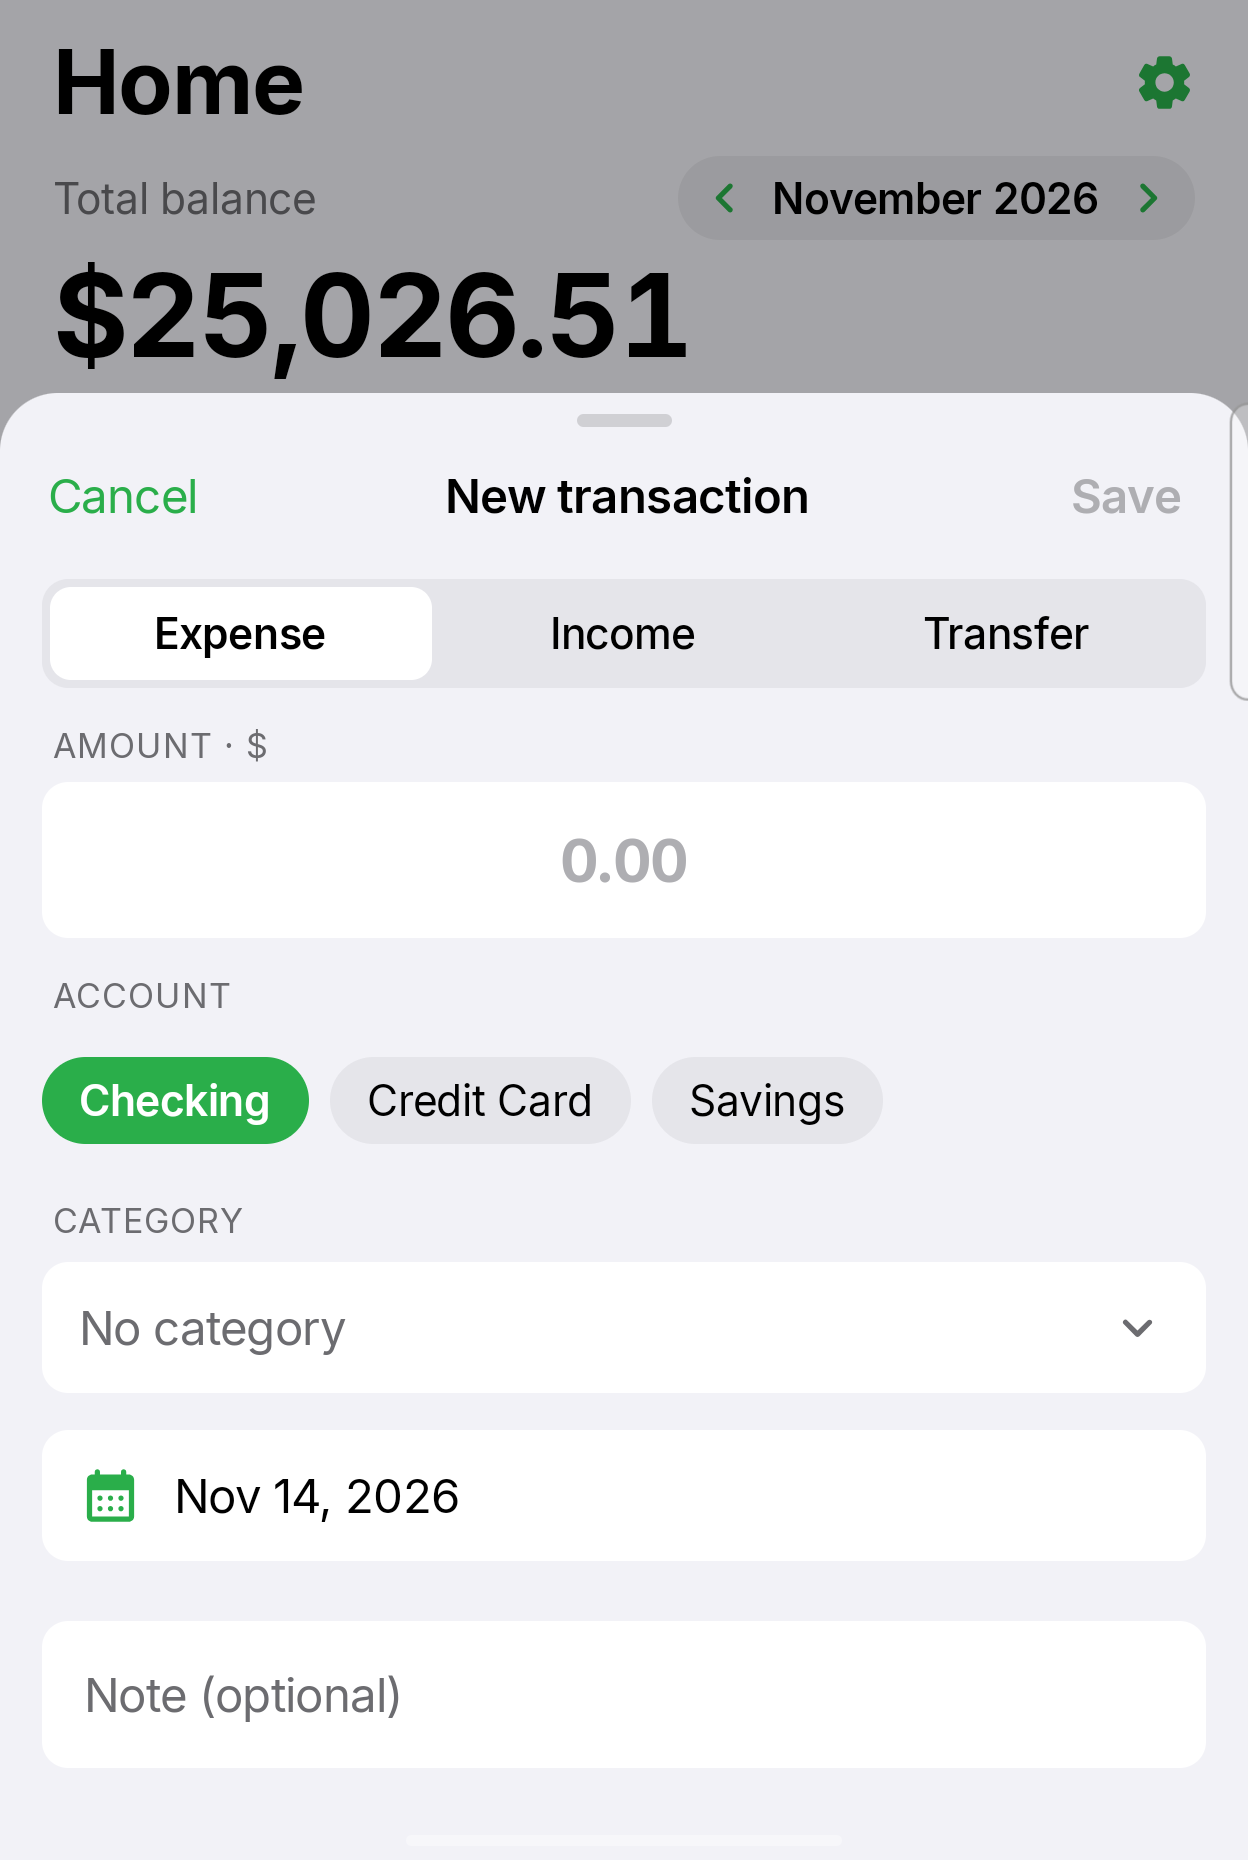 Home
Total balance
November 2026
$25,026.51
Cancel
New transaction
Save
Expense
Income
Transfer
AMOUNT · $
0.00
ACCOUNT
Checking
Credit Card
Savings
CATEGORY
No category
Nov 14, 2026
Note (optional)